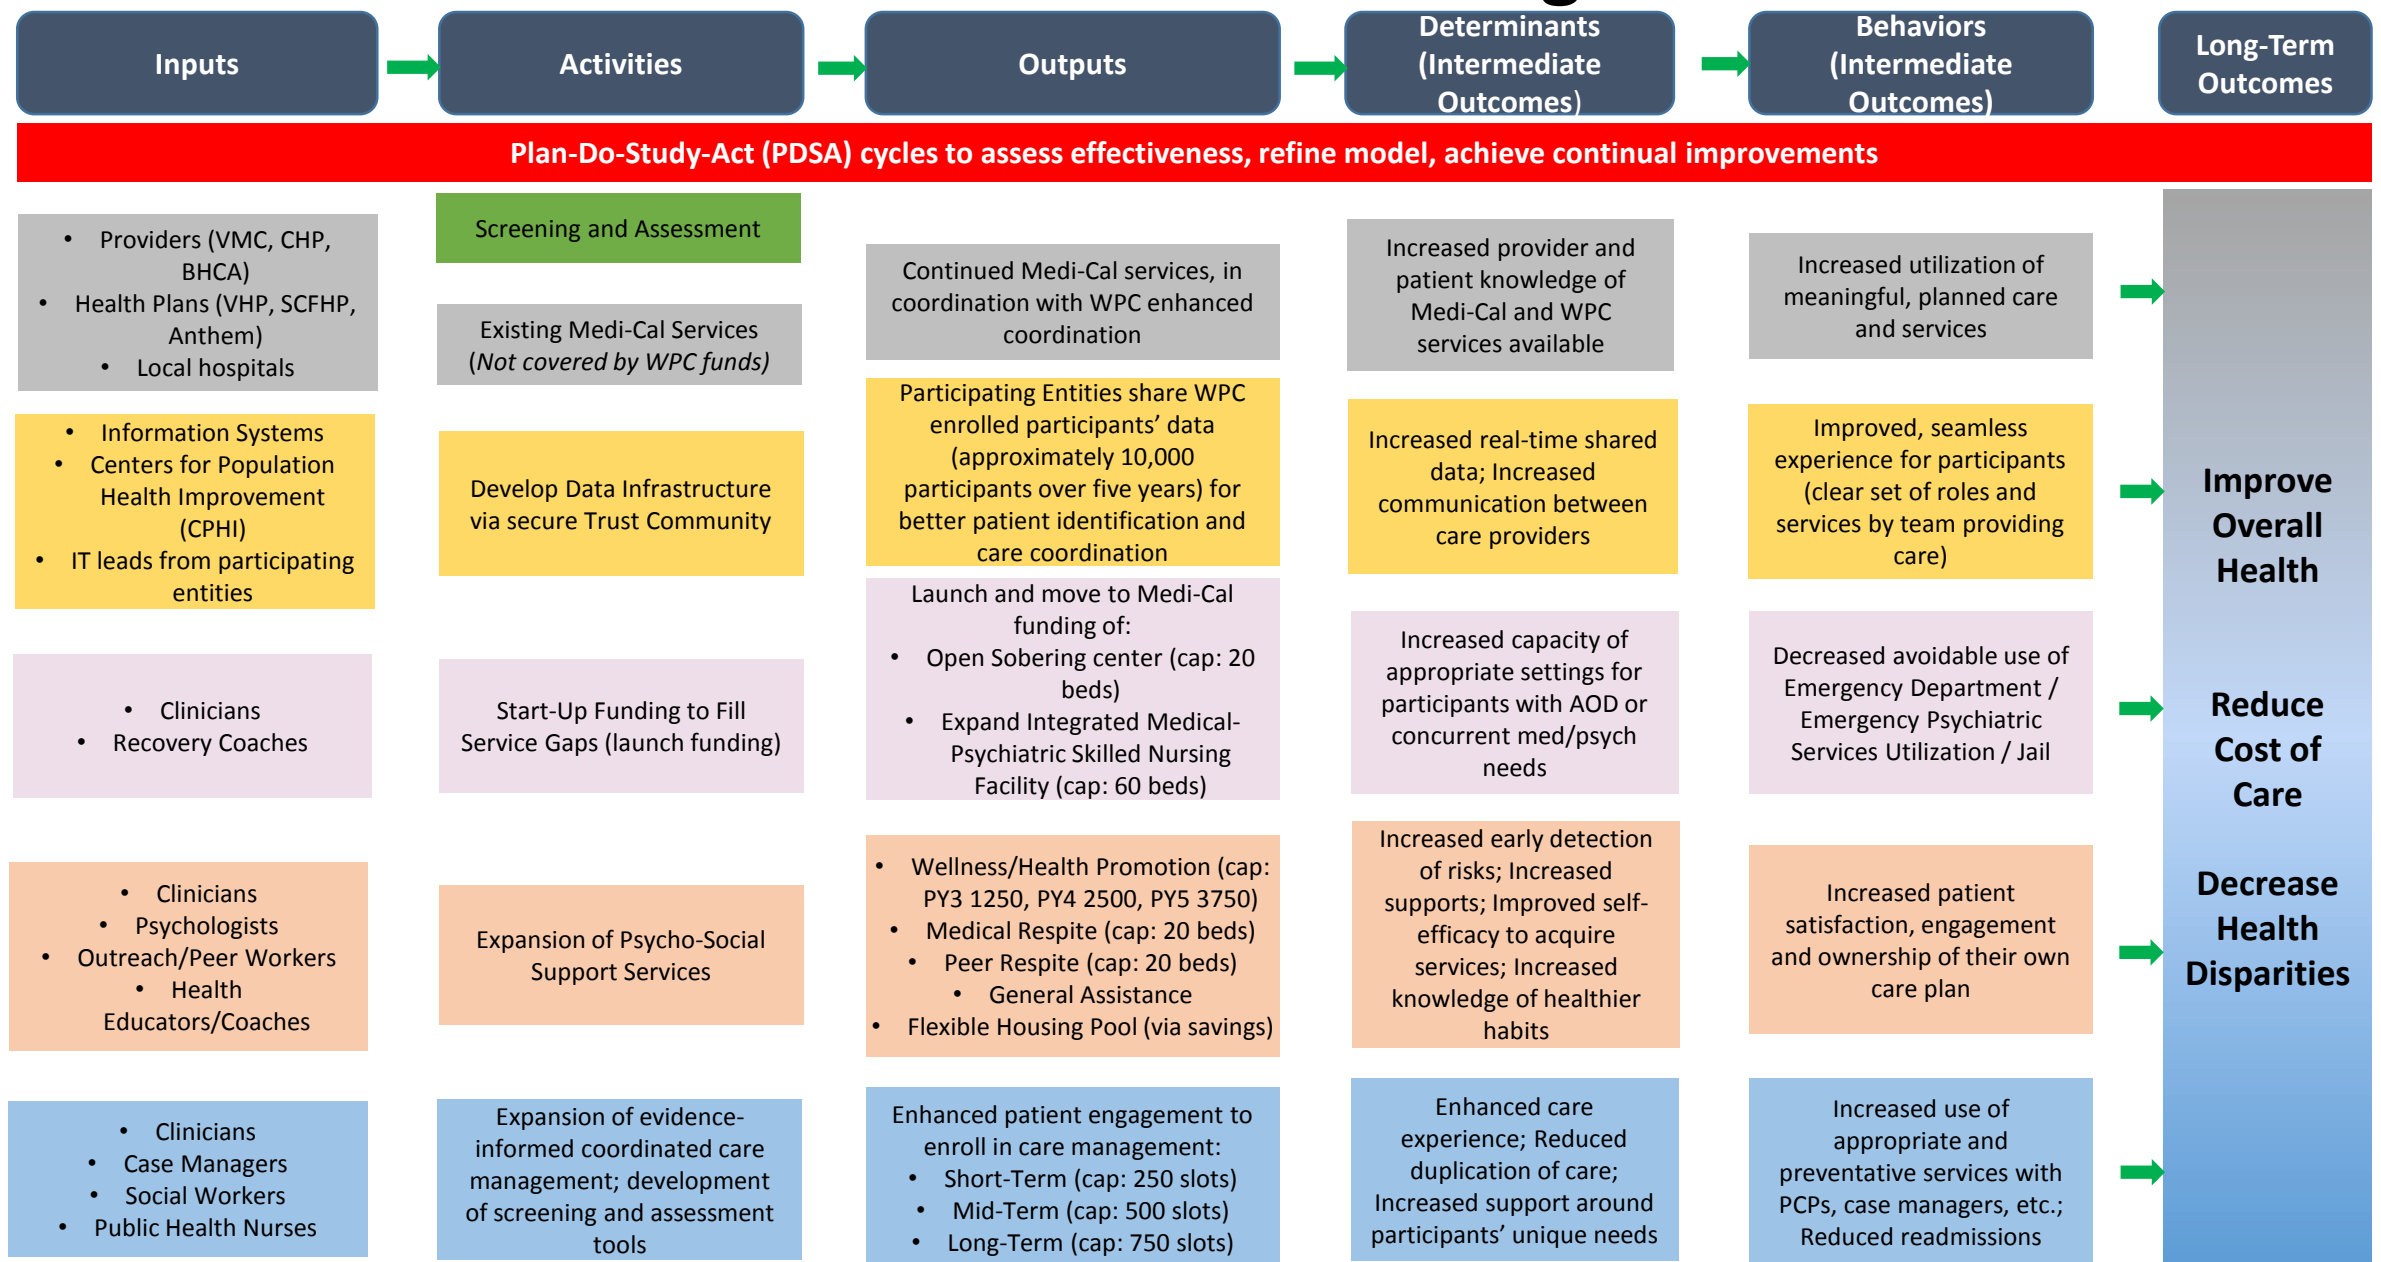 Inputs
Activities
Outputs
Determinants
(Intermediate
Outcomes)
Behaviors
(Intermediate
Outcomes)
Long-Term
Outcomes
Plan-Do-Study-Act (PDSA) cycles to assess effectiveness, refine model, achieve continual improvements
• Providers (VMC, CHP,
BHCA)
• Health Plans (VHP, SCFHP,
Anthem)
• Local hospitals
Screening and Assessment
Existing Medi-Cal Services
(Not covered by WPC funds)
Continued Medi-Cal services, in
coordination with WPC enhanced
coordination
Increased provider and
patient knowledge of
Medi-Cal and WPC
services available
Increased utilization of
meaningful, planned care
and services
• Information Systems
• Centers for Population
Health Improvement
(CPHI)
• IT leads from participating
entities
Develop Data Infrastructure
via secure Trust Community
Participating Entities share WPC
enrolled participants’ data
(approximately 10,000
participants over five years) for
better patient identification and
care coordination
Increased real-time shared
data; Increased
communication between
care providers
Improved, seamless
experience for participants
(clear set of roles and
services by team providing
care)
• Clinicians
• Recovery Coaches
Start-Up Funding to Fill
Service Gaps (launch funding)
Launch and move to Medi-Cal
funding of:
• Open Sobering center (cap: 20
beds)
• Expand Integrated Medical-
Psychiatric Skilled Nursing
Facility (cap: 60 beds)
Increased capacity of
appropriate settings for
participants with AOD or
concurrent med/psych
needs
Decreased avoidable use of
Emergency Department /
Emergency Psychiatric
Services Utilization / Jail
• Clinicians
• Psychologists
• Outreach/Peer Workers
• Health
Educators/Coaches
Expansion of Psycho-Social
Support Services
• Wellness/Health Promotion (cap:
PY3 1250, PY4 2500, PY5 3750)
• Medical Respite (cap: 20 beds)
• Peer Respite (cap: 20 beds)
• General Assistance
• Flexible Housing Pool (via savings)
Increased early detection
of risks; Increased
supports; Improved self-
efficacy to acquire
services; Increased
knowledge of healthier
habits
Increased patient
satisfaction, engagement
and ownership of their own
care plan
• Clinicians
• Case Managers
• Social Workers
• Public Health Nurses
Expansion of evidence-
informed coordinated care
management; development
of screening and assessment
tools
Enhanced patient engagement to
enroll in care management:
• Short-Term (cap: 250 slots)
• Mid-Term (cap: 500 slots)
• Long-Term (cap: 750 slots)
Enhanced care
experience; Reduced
duplication of care;
Increased support around
participants’ unique needs
Increased use of
appropriate and
preventative services with
PCPs, case managers, etc.;
Reduced readmissions
Improve
Overall
Health
Reduce
Cost of
Care
Decrease
Health
Disparities